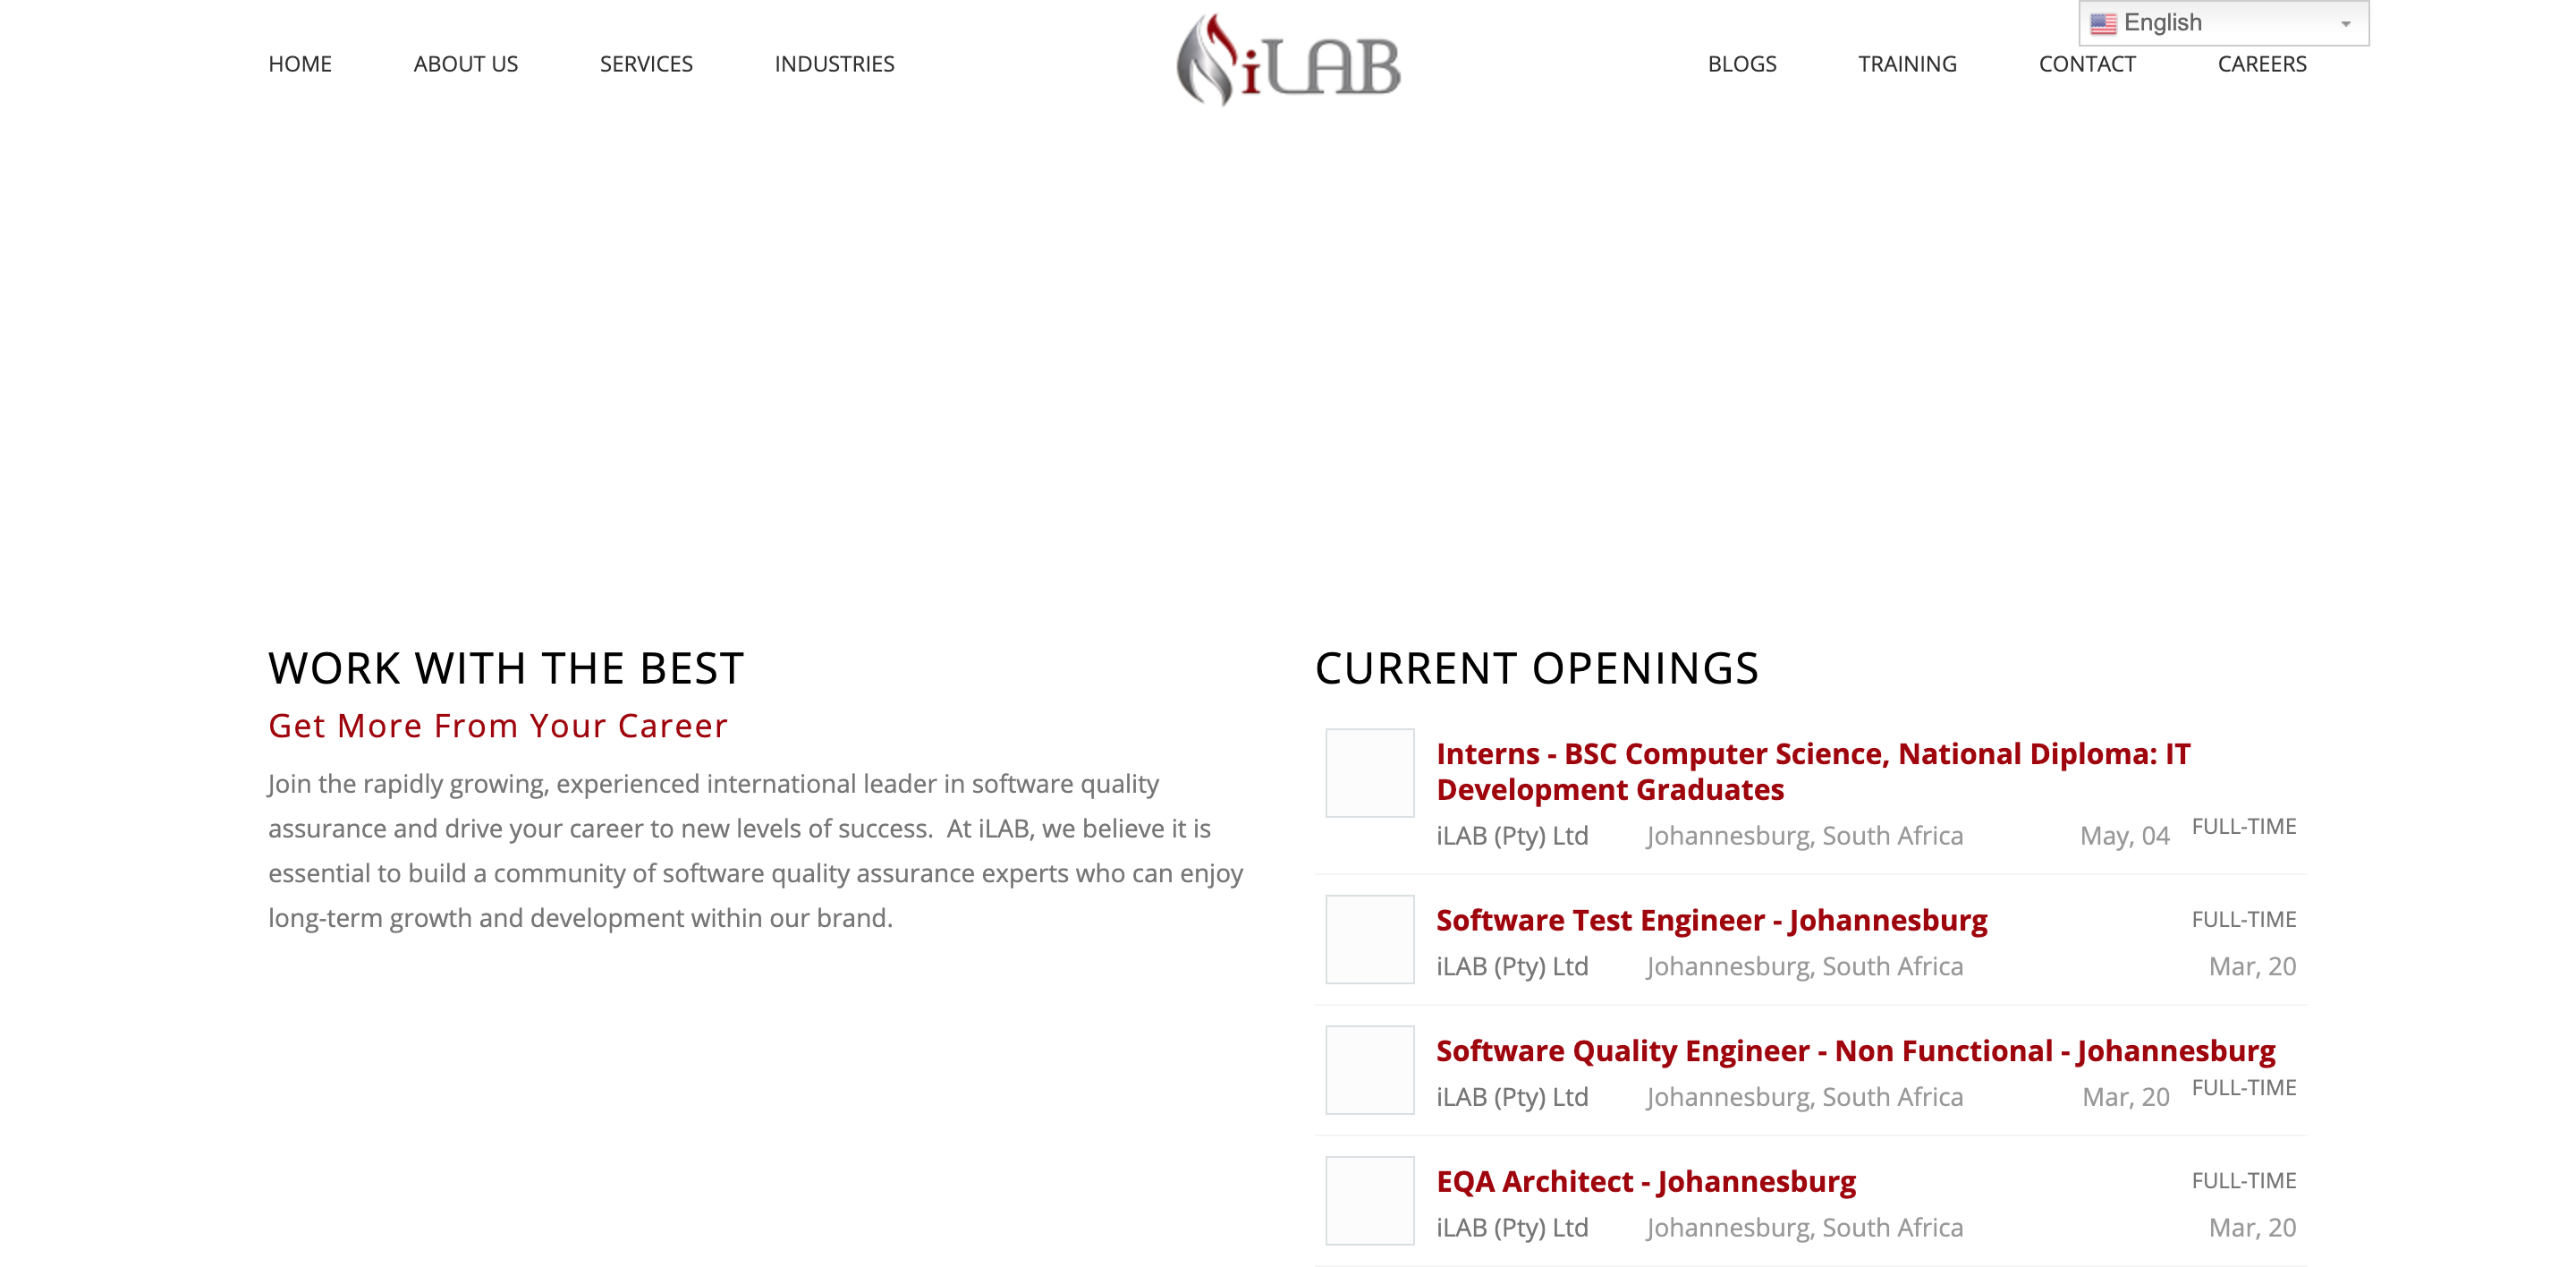 English
HOME ABOUT US SERVICES INDUSTRIES iLAB BLOGS TRAINING CONTACT CAREERS
WORK WITH THE BEST
Get More From Your Career
Join the rapidly growing, experienced international leader in software quality
assurance and drive your career to new levels of success.  At iLAB, we believe it is
essential to build a community of software quality assurance experts who can enjoy
long-term growth and development within our brand.
CURRENT OPENINGS
Interns - BSC Computer Science, National Diploma: IT
Development Graduates
iLAB (Pty) Ltd Johannesburg, South Africa May, 04 FULL-TIME
Software Test Engineer - Johannesburg FULL-TIME
iLAB (Pty) Ltd Johannesburg, South Africa Mar, 20
Software Quality Engineer - Non Functional - Johannesburg
iLAB (Pty) Ltd Johannesburg, South Africa Mar, 20 FULL-TIME
EQA Architect - Johannesburg FULL-TIME
iLAB (Pty) Ltd Johannesburg, South Africa Mar, 20